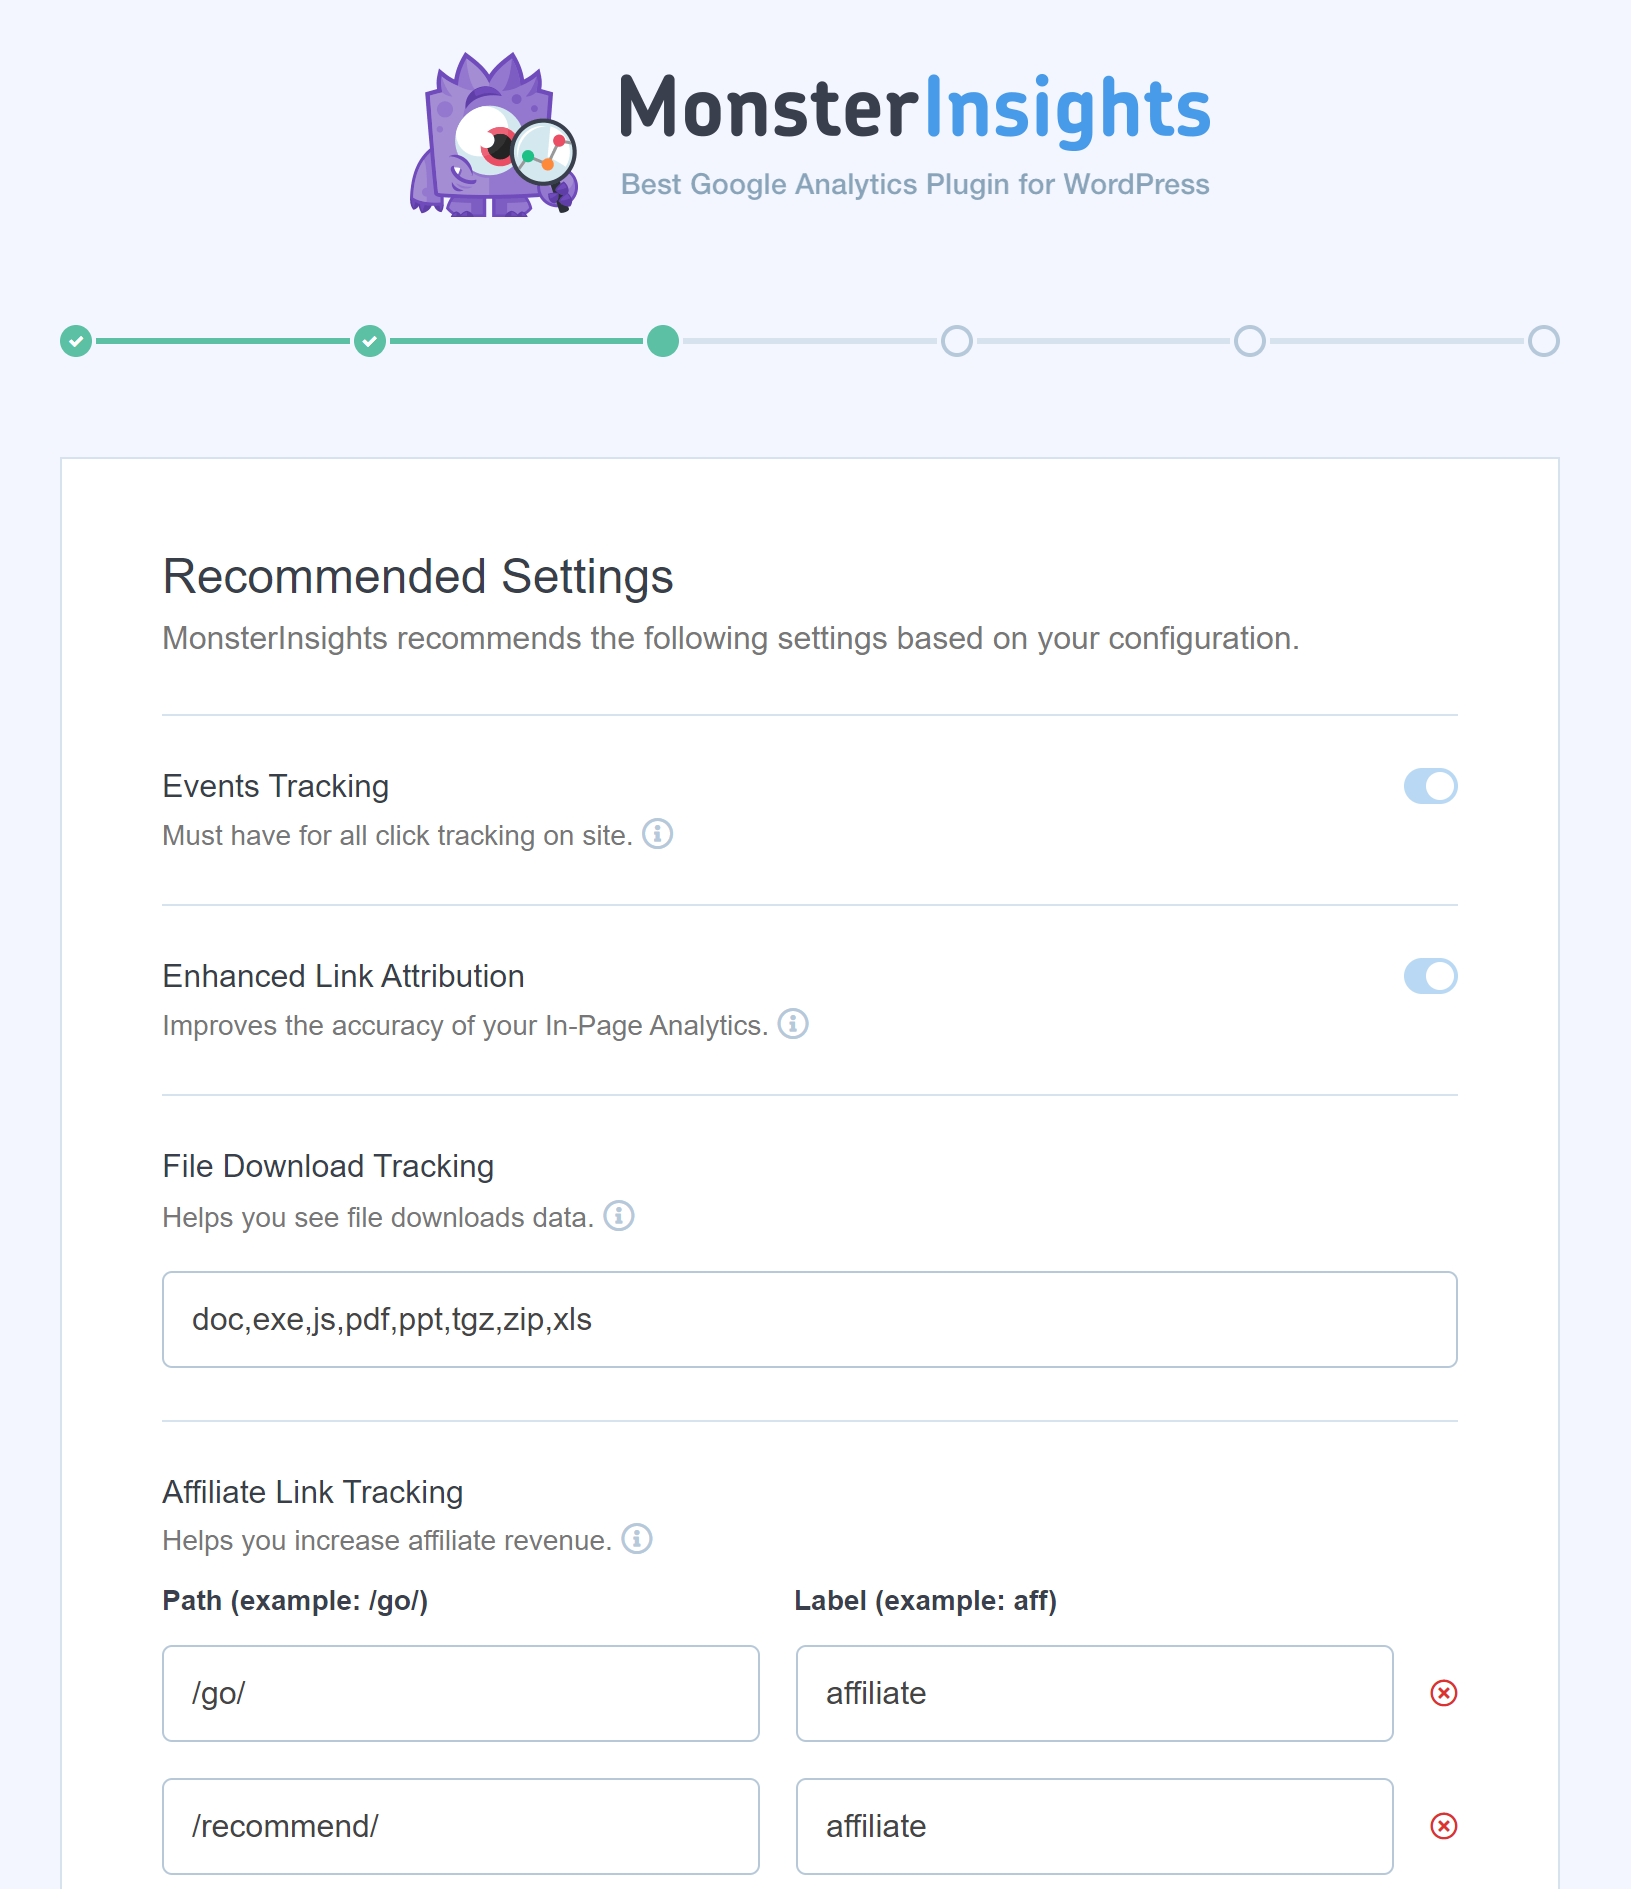 MonsterInsights
Best Google Analytics Plugin for WordPress
Recommended Settings
MonsterInsights recommends the following settings based on your configuration.
Events Tracking
Must have for all click tracking on site.
Enhanced Link Attribution
Improves the accuracy of your In-Page Analytics.
File Download Tracking
Helps you see file downloads data.
doc,exe,js,pdf,ppt,tgz,zip,xls
Affiliate Link Tracking
Helps you increase affiliate revenue.
Path (example: /go/) Label (example: aff)
/go/ affiliate
/recommend/ affiliate